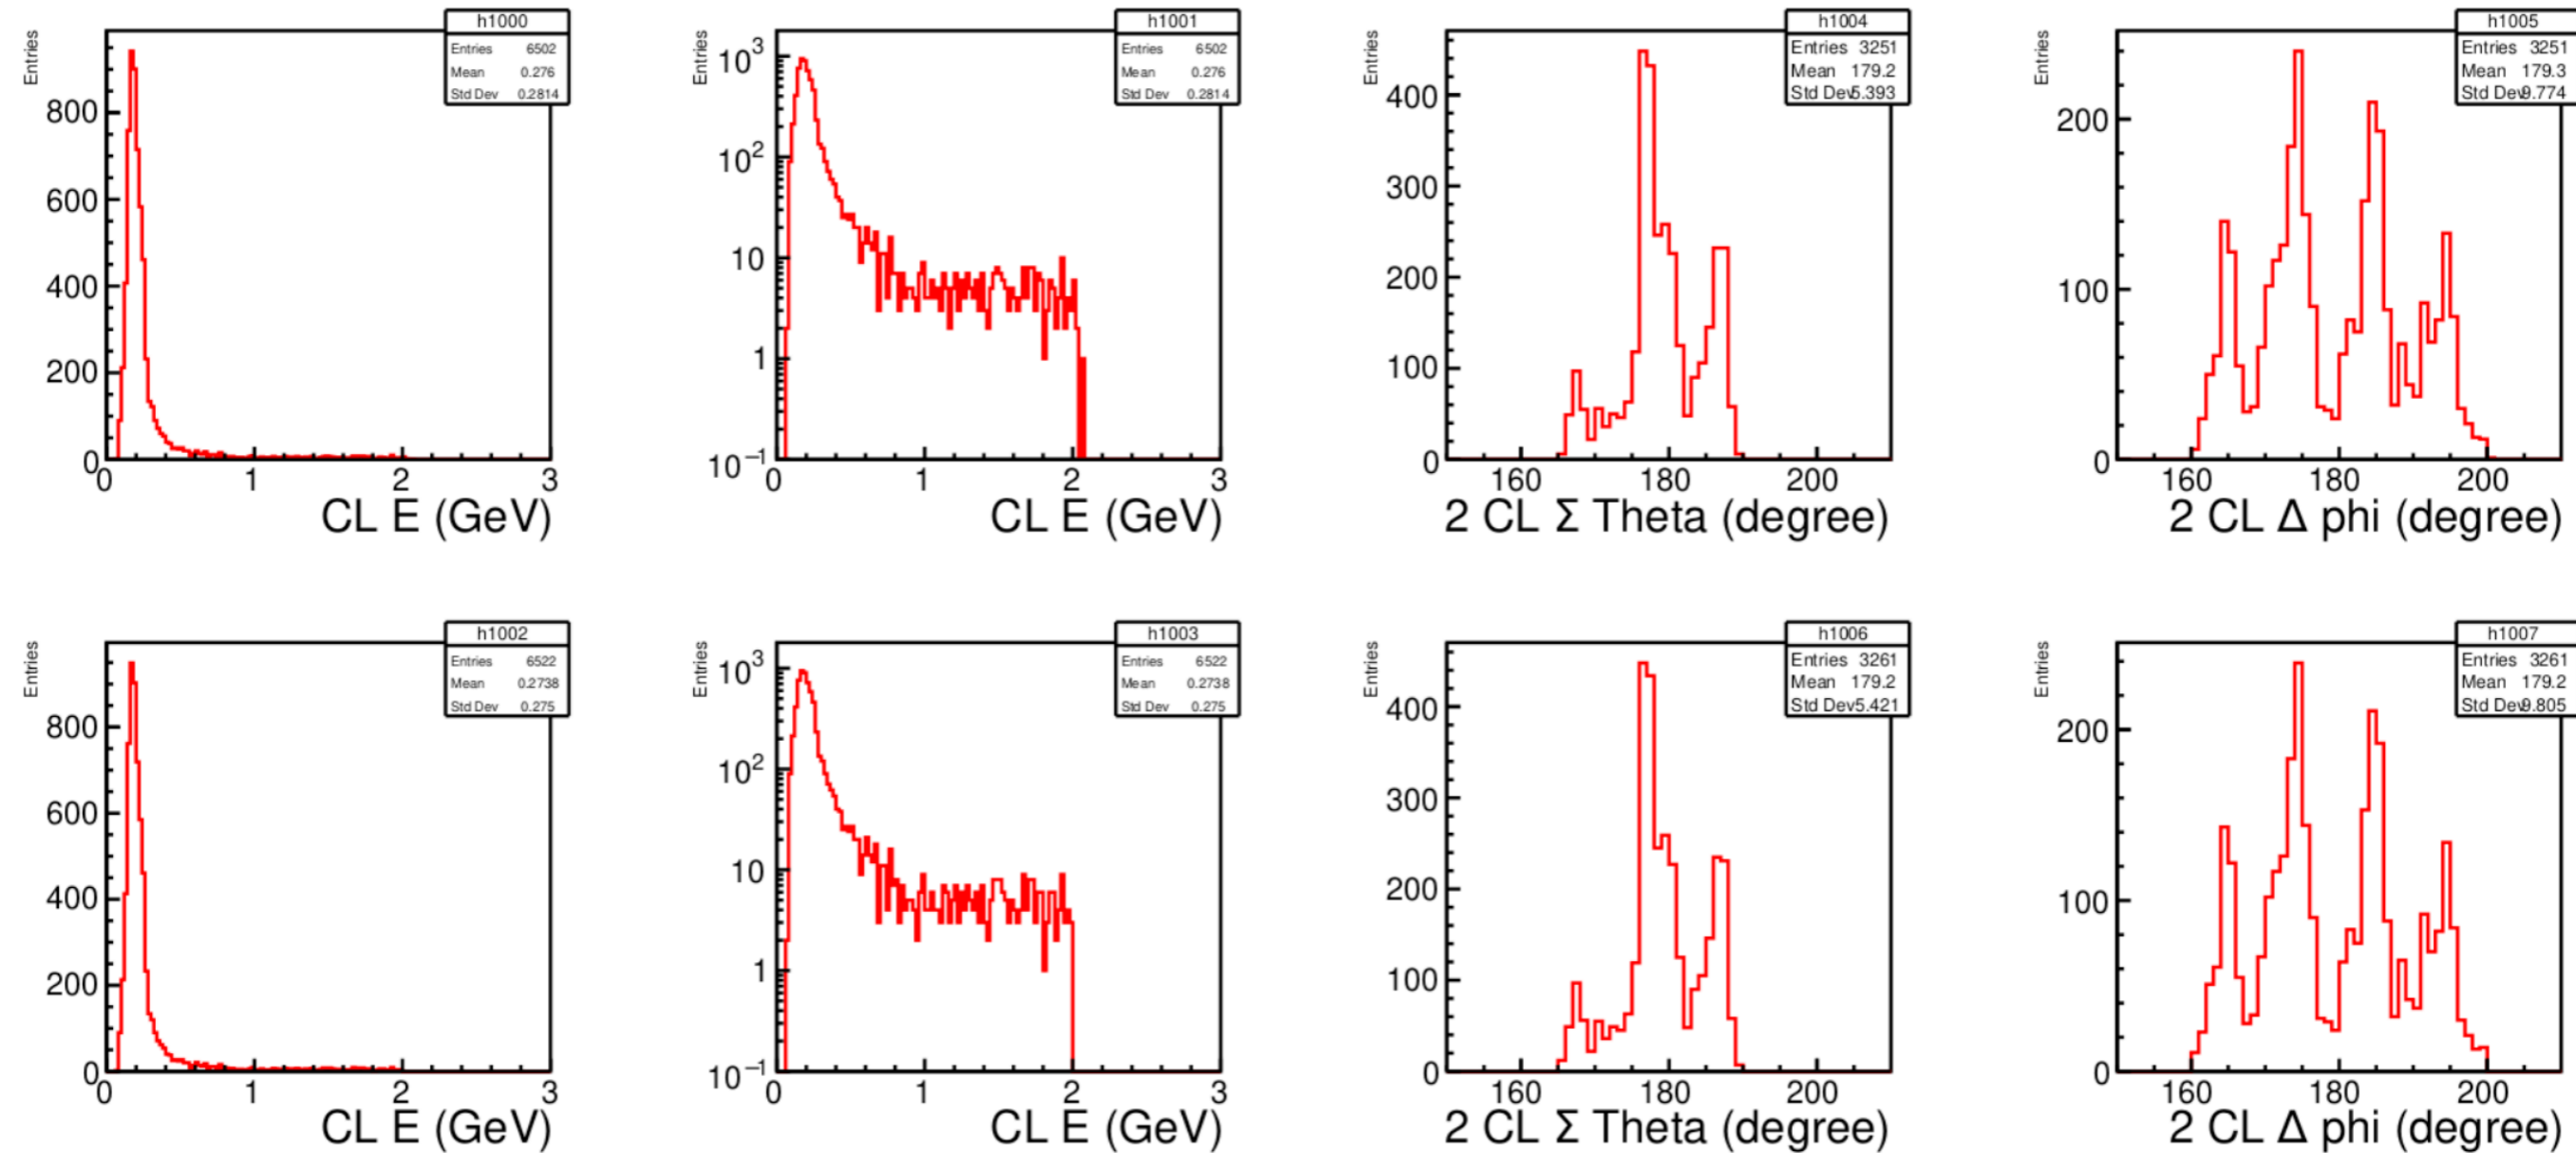 h1000
Entries 6502
Mean 0.276
Std Dev 0.2814
Entries
800
600
400
200
0
0 1 2 3
CL E (GeV)
h1001
Entries 6502
Mean 0.276
Std Dev 0.2814
Entries
10³
10²
10
1
10⁻¹
0 1 2 3
CL E (GeV)
h1004
Entries 3251
Mean 179.2
Std Dev 5.393
Entries
400
300
200
100
0
160 180 200
2 CL Σ Theta (degree)
h1005
Entries 3251
Mean 179.3
Std Dev 9.774
Entries
200
100
0
160 180 200
2 CL Δ phi (degree)
h1002
Entries 6522
Mean 0.2738
Std Dev 0.275
Entries
800
600
400
200
0
0 1 2 3
CL E (GeV)
h1003
Entries 6522
Mean 0.2738
Std Dev 0.275
Entries
10³
10²
10
1
10⁻¹
0 1 2 3
CL E (GeV)
h1006
Entries 3261
Mean 179.2
Std Dev 5.421
Entries
400
300
200
100
0
160 180 200
2 CL Σ Theta (degree)
h1007
Entries 3261
Mean 179.2
Std Dev 9.805
Entries
200
100
0
160 180 200
2 CL Δ phi (degree)